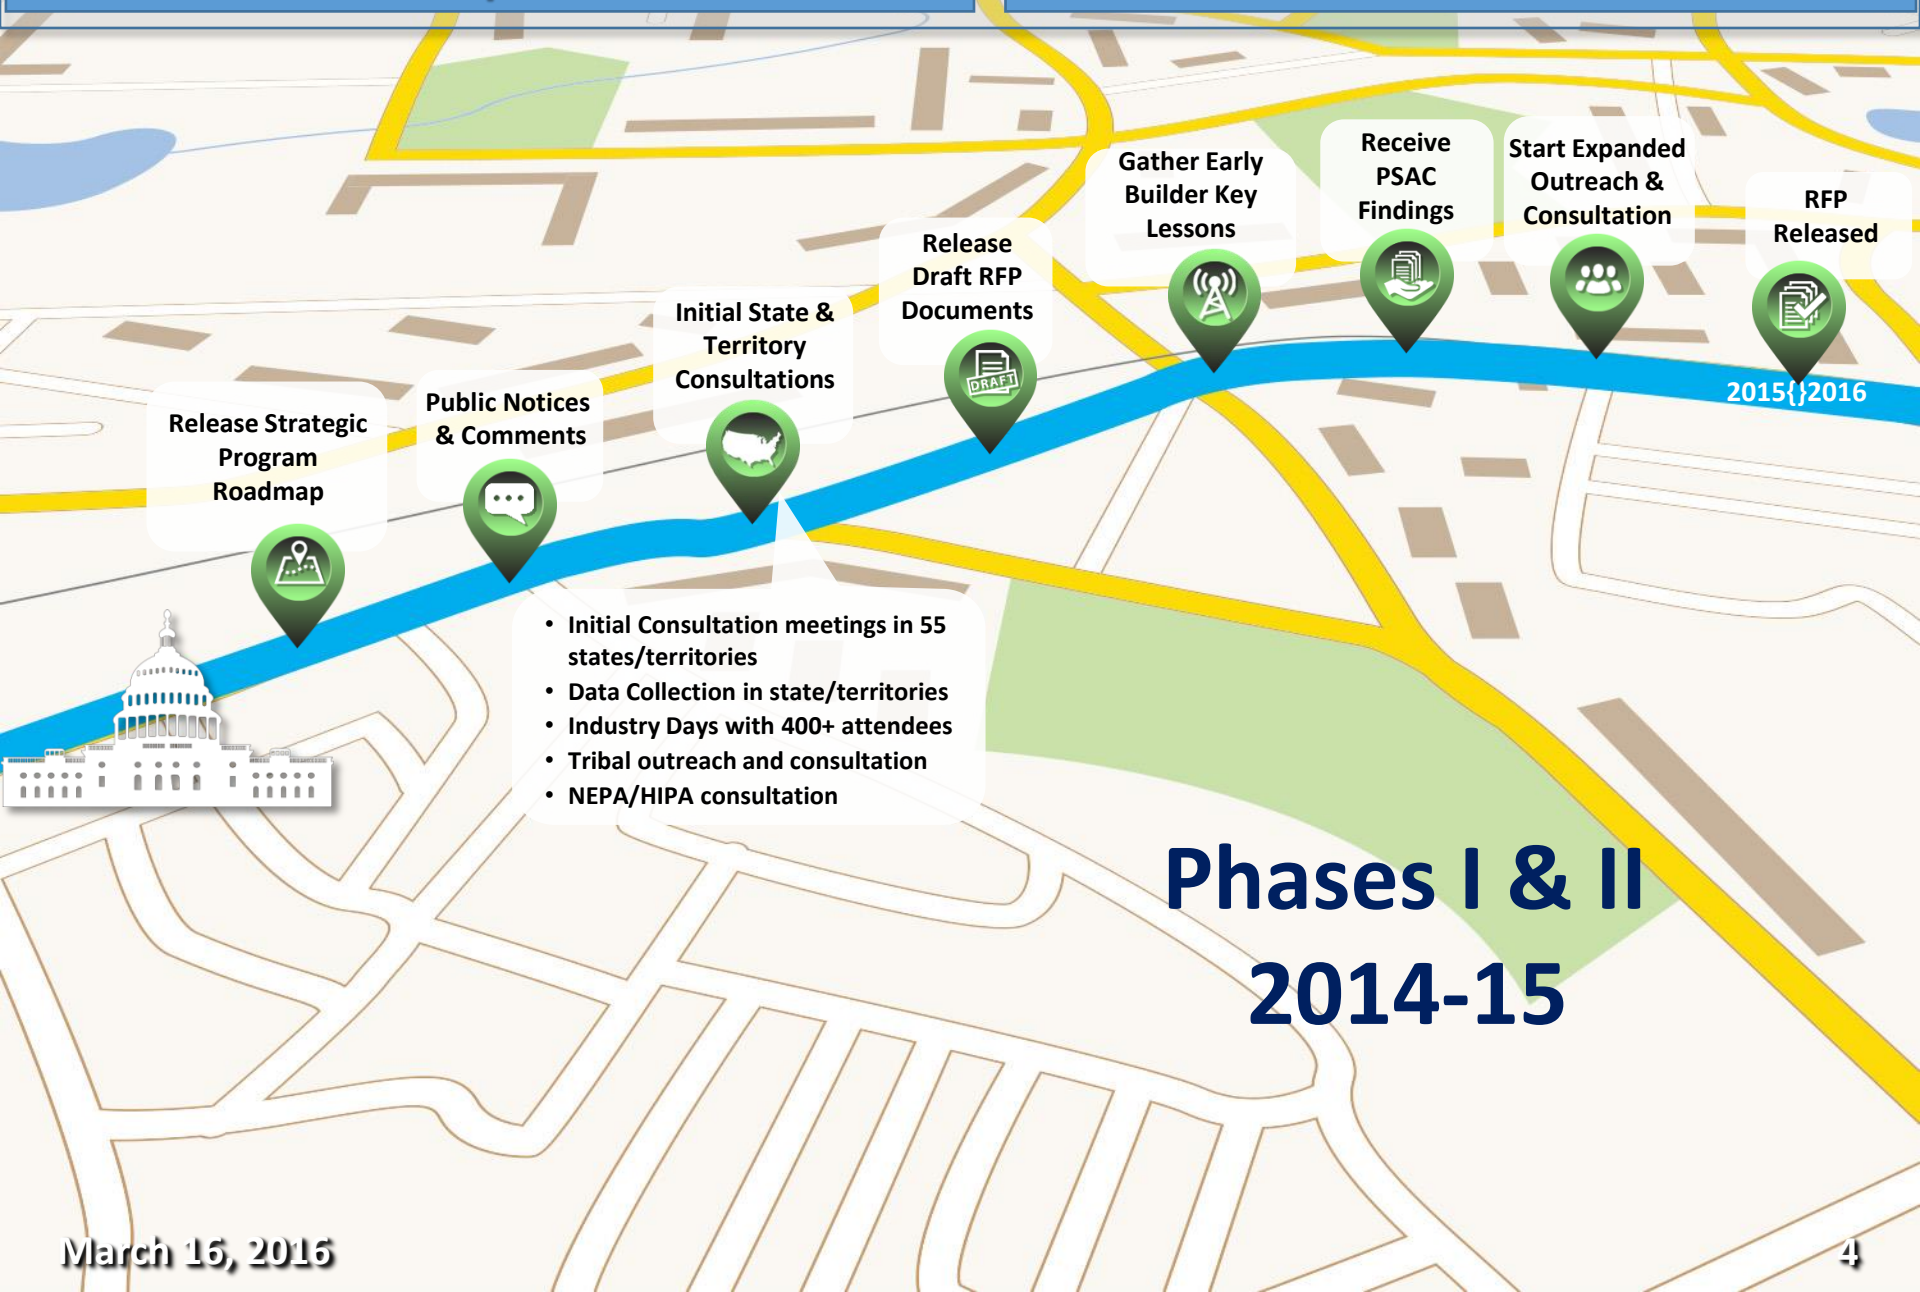 Release Strategic
Program
Roadmap
Public Notices
& Comments
Initial State &
Territory
Consultations
Release
Draft RFP
Documents
DRAFT
Gather Early
Builder Key
Lessons
Receive
PSAC
Findings
Start Expanded
Outreach &
Consultation
RFP
Released
2015{}2016
• Initial Consultation meetings in 55
states/territories
• Data Collection in state/territories
• Industry Days with 400+ attendees
• Tribal outreach and consultation
• NEPA/HIPA consultation
Phases I & II
2014-15
March 16, 2016
4